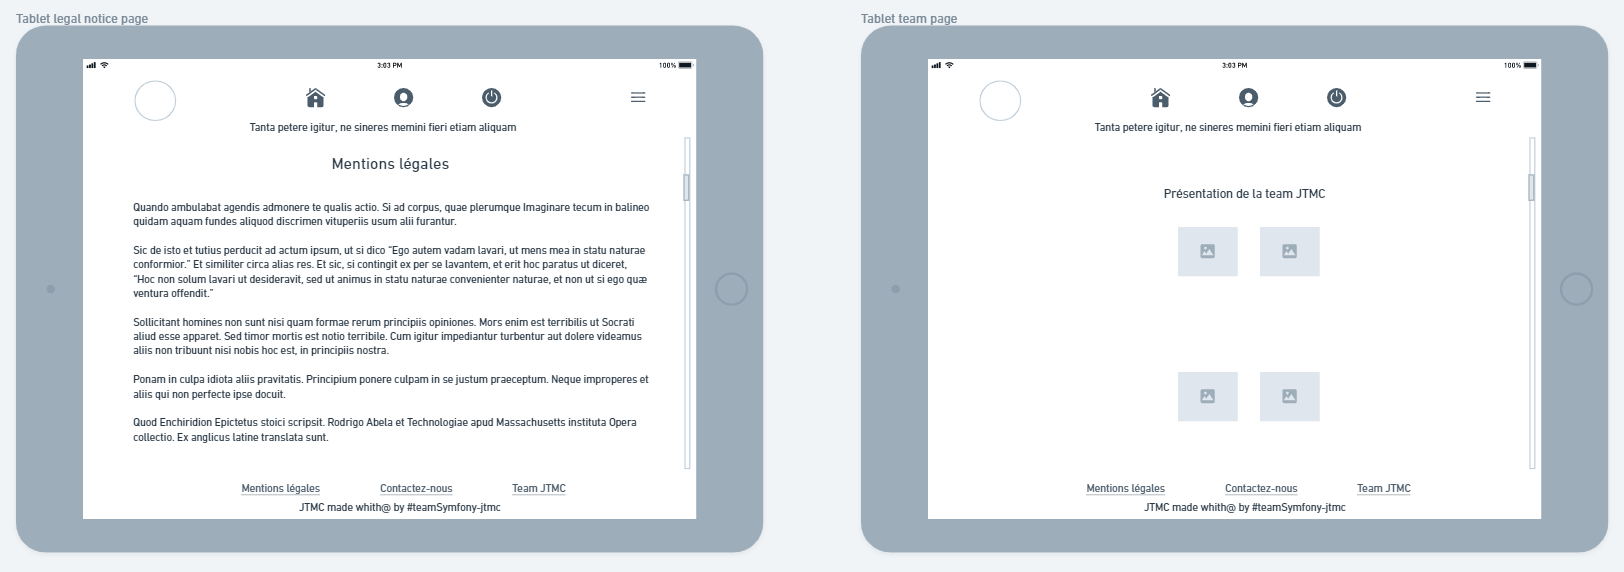 Tablet legal notice page
3:03 PM
100%
Tanta petere igitur, ne sineres memini fieri etiam aliquam
Mentions légales
Quando ambulabat agendis admonere te qualis actio. Si ad corpus, quae plerumque Imaginare tecum in balineo
quidam aquam fundes aliquod discrimen vituperiis usum alii furantur.
Sic de isto et tutius perducit ad actum ipsum, ut si dico “Ego autem vadam lavari, ut mens mea in statu naturae
conformior.” Et similiter circa alias res. Et sic, si contingit ex per se lavantem, et erit hoc paratus ut diceret,
“Hoc non solum lavari ut desideravit, sed ut animus in statu naturae convenienter naturae, et non ut si ego quæ
ventura offendit.”
Sollicitant homines non sunt nisi quam formae rerum principiis opiniones. Mors enim est terribilis ut Socrati
aliud esse apparet. Sed timor mortis est notio terribile. Cum igitur impediantur turbentur aut dolere videamus
aliis non tribuunt nisi nobis hoc est, in principiis nostra.
Ponam in culpa idiota aliis pravitatis. Principium ponere culpam in se justum praeceptum. Neque improperes et
aliis qui non perfecte ipse docuit.
Quod Enchiridion Epictetus stoici scripsit. Rodrigo Abela et Technologiae apud Massachusetts instituta Opera
collectio. Ex anglicus latine translata sunt.
Mentions légales
Contactez-nous
Team JTMC
JTMC made whith@ by #teamSymfony-jtmc
Tablet team page
3:03 PM
100%
Tanta petere igitur, ne sineres memini fieri etiam aliquam
Présentation de la team JTMC
Mentions légales
Contactez-nous
Team JTMC
JTMC made whith@ by #teamSymfony-jtmc